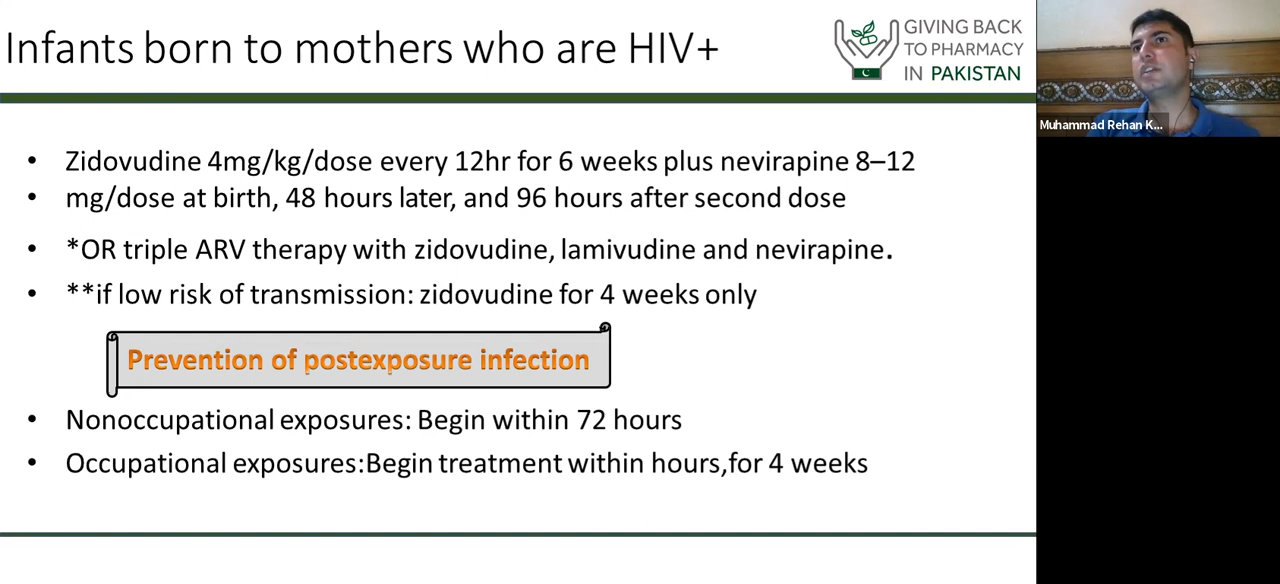 Infants born to mothers who are HIV+
GIVING BACK
TO PHARMACY
IN PAKISTAN
Muhammad Rehan K...
• Zidovudine 4mg/kg/dose every 12hr for 6 weeks plus nevirapine 8–12
• mg/dose at birth, 48 hours later, and 96 hours after second dose
• *OR triple ARV therapy with zidovudine, lamivudine and nevirapine.
• **if low risk of transmission: zidovudine for 4 weeks only
Prevention of postexposure infection
• Nonoccupational exposures: Begin within 72 hours
• Occupational exposures:Begin treatment within hours,for 4 weeks